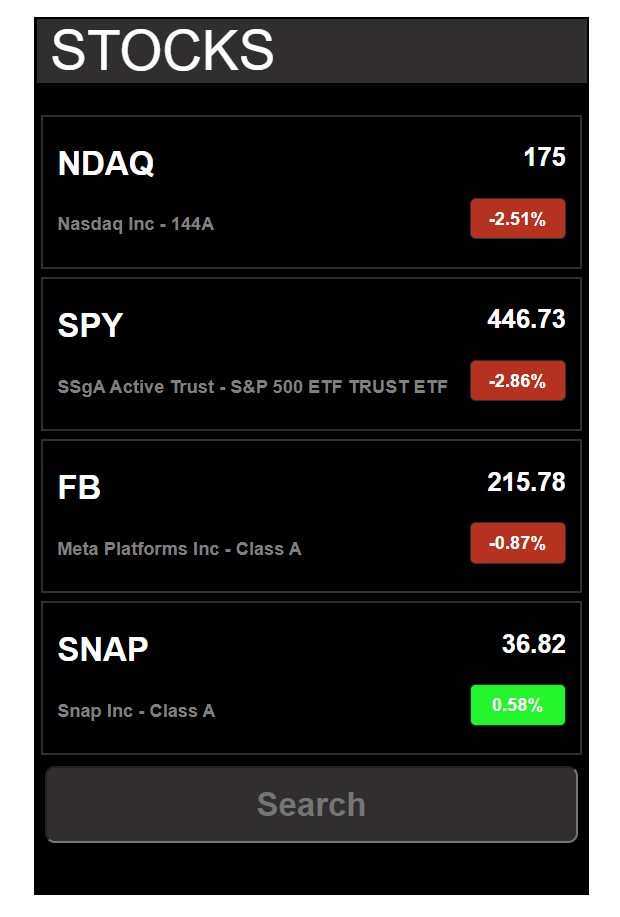 STOCKS
NDAQ
175
Nasdaq Inc - 144A
-2.51%
SPY
446.73
SSgA Active Trust - S&P 500 ETF TRUST ETF
-2.86%
FB
215.78
Meta Platforms Inc - Class A
-0.87%
SNAP
36.82
Snap Inc - Class A
0.58%
Search